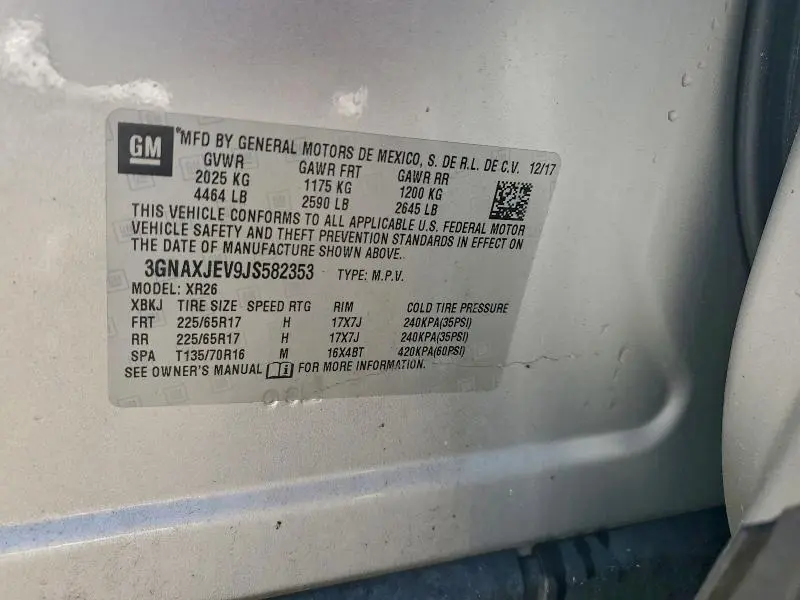 GM
MFD BY GENERAL MOTORS DE MEXICO, S. DE R.L. DE C.V. 12/17
GVWR GAWR FRT GAWR RR
2025 KG 1175 KG 1200 KG
4464 LB 2590 LB 2645 LB
THIS VEHICLE CONFORMS TO ALL APPLICABLE U.S. FEDERAL MOTOR
VEHICLE SAFETY AND THEFT PREVENTION STANDARDS IN EFFECT ON
THE DATE OF MANUFACTURE SHOWN ABOVE.
3GNAXJEV9JS582353 TYPE: M.P.V.
MODEL: XR26
XBKJ TIRE SIZE SPEED RTG RIM COLD TIRE PRESSURE
FRT 225/65R17 H 17X7J 240KPA(35PSI)
RR 225/65R17 H 17X7J 240KPA(35PSI)
SPA T135/70R16 M 16X4BT 420KPA(60PSI)
SEE OWNER'S MANUAL i FOR MORE INFORMATION.